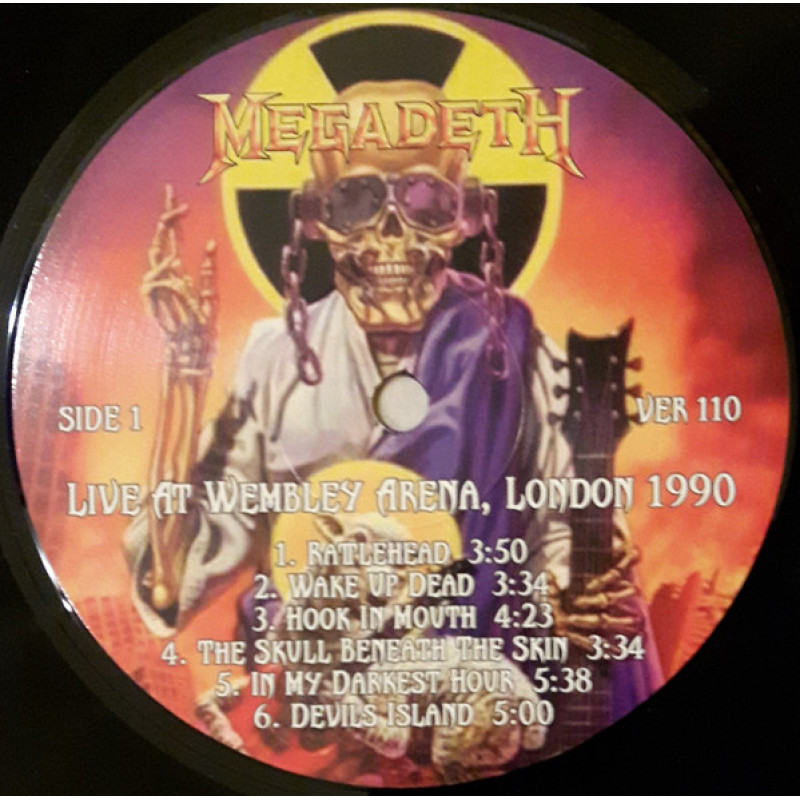 MEGADETH
SIDE 1
VER 110
LIVE AT WEMBLEY ARENA, LONDON 1990
1. RATTLEHEAD 3:50
2. WAKE UP DEAD 3:34
3. HOOK IN MOUTH 4:23
4. THE SKULL BENEATH THE SKIN 3:34
5. IN MY DARKEST HOUR 5:38
6. DEVILS ISLAND 5:00